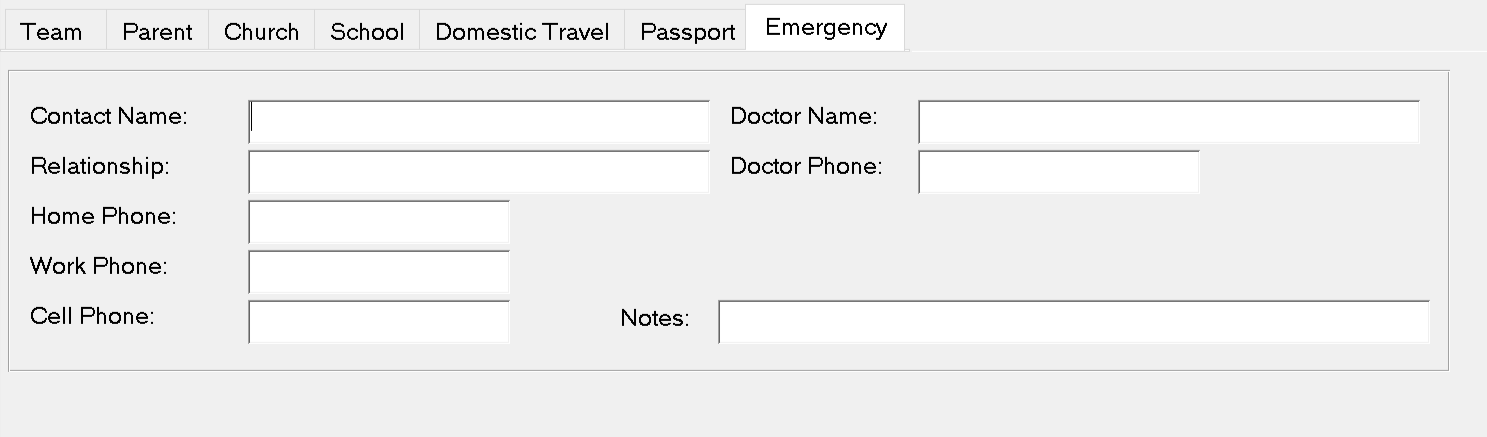 Team Parent Church School Domestic Travel Passport Emergency
Contact Name: Doctor Name:
Relationship: Doctor Phone:
Home Phone:
Work Phone:
Cell Phone: Notes: